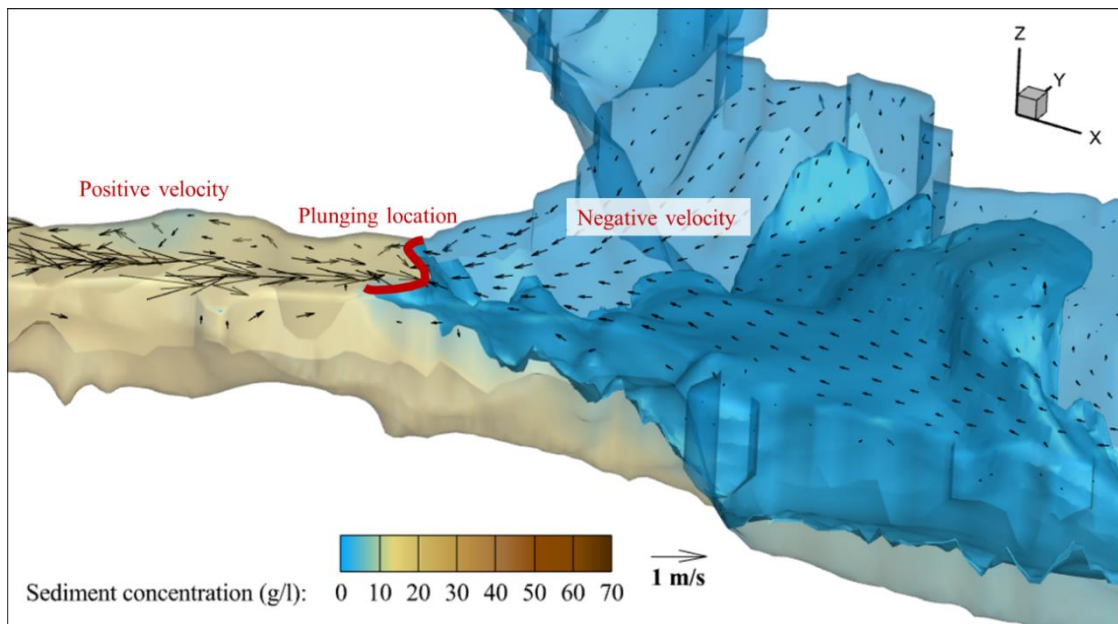 Z
Y
X
Positive velocity
Plunging location
Negative velocity
1 m/s
Sediment concentration (g/l): 0 10 20 30 40 50 60 70